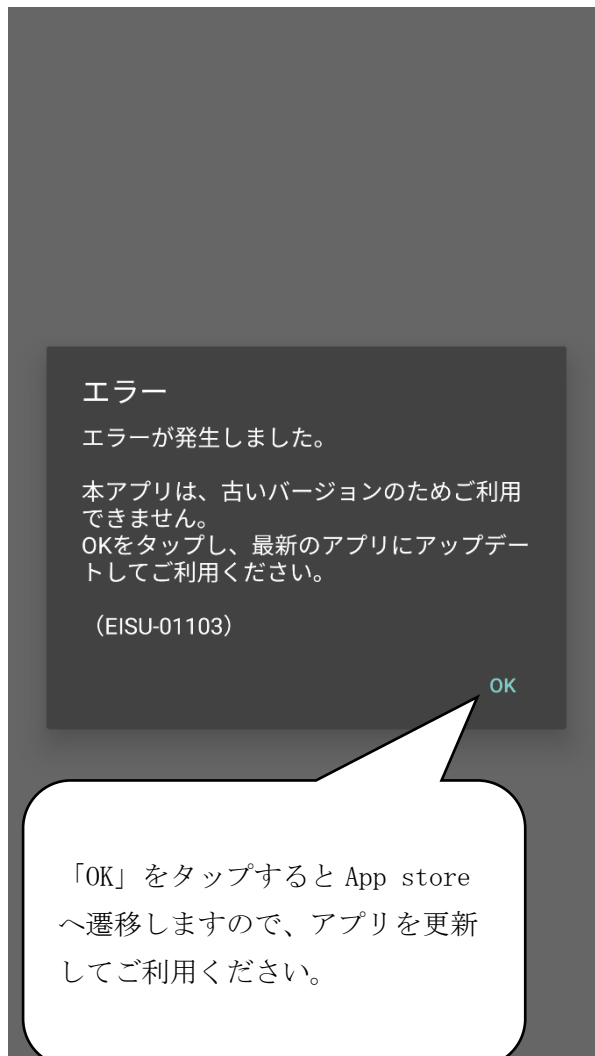 エラー
エラーが発生しました。
本アプリは、古いバージョンのためご利用
できません。
OKをタップし、最新のアプリにアップデー
トしてご利用ください。
（EISU-01103）
OK
「OK」をタップすると App store
へ遷移しますので、アプリを更新
してご利用ください。